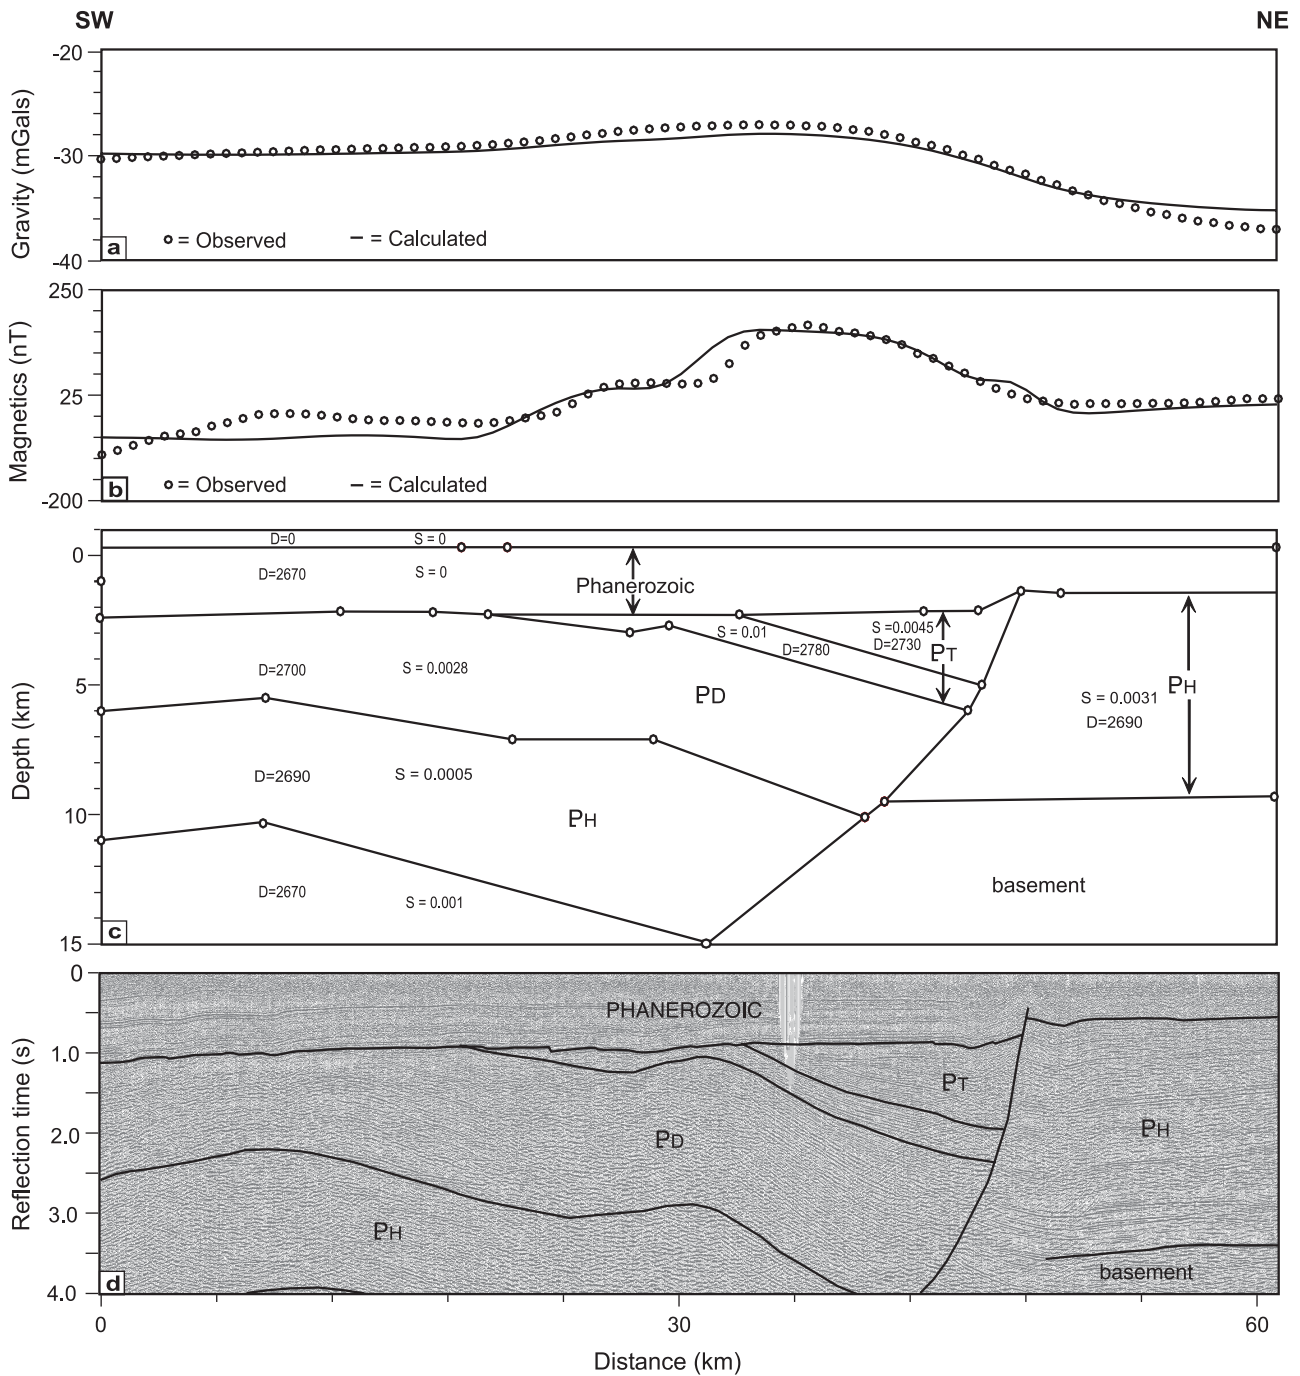 SW NE
-20
-30
-40
Gravity (mGals)
a
o = Observed – = Calculated
250
25
-200
Magnetics (nT)
b
o = Observed – = Calculated
D=0 S = 0
0
D=2670 S = 0
Phanerozoic
S = 0.01 S =0.0045
D=2780 D=2730 PT
D=2700 S = 0.0028
5
PD
PH
S = 0.0031
D=2690
Depth (km)
D=2690 S = 0.0005
10
PH
D=2670 S = 0.001
basement
15
c
0
PHANEROZOIC
1.0
PT
2.0
PD
PH
3.0
PH
basement
4.0
d
Reflection time (s)
0 30 60
Distance (km)